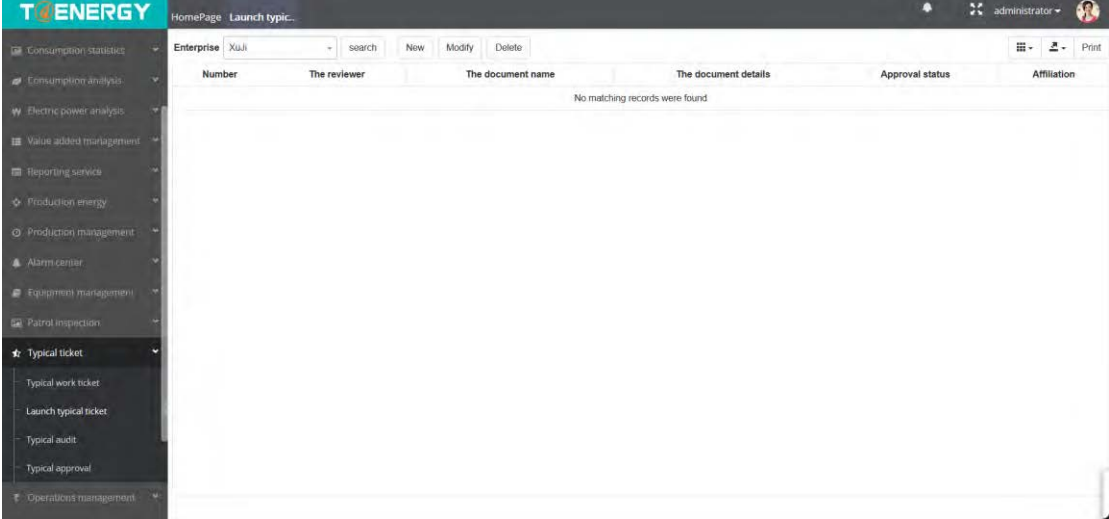 T@ENERGY
HomePage Launch typic..
administrator
Enterprise XuJi search New Modify Delete Print
Number The reviewer The document name The document details Approval status Affiliation
No matching records were found
Consumption statistics
Consumption analysis
Electric power analysis
Value added management
Reporting service
Production energy
Production management
Alarm center
Equipment management
Patrol inspection
Typical ticket
Typical work ticket
Launch typical ticket
Typical audit
Typical approval
Operations management